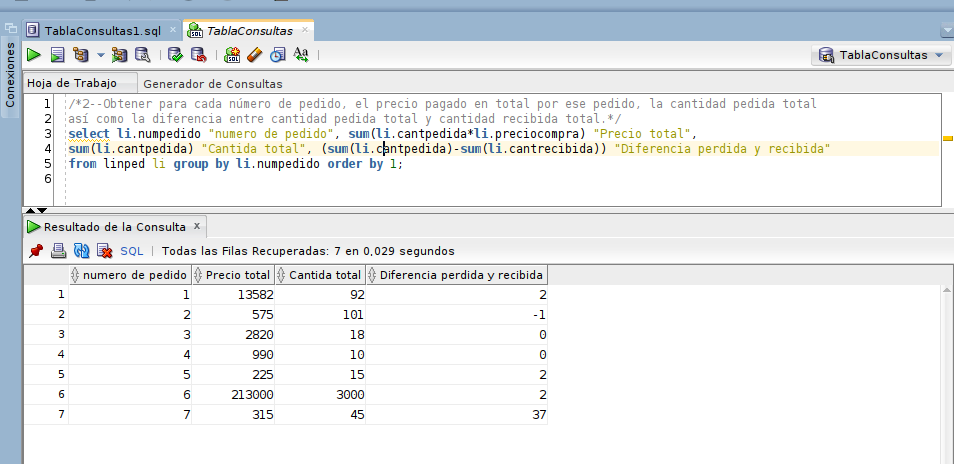 TablaConsultas1.sql
TablaConsultas
Conexiones
TablaConsultas
Hoja de Trabajo
Generador de Consultas
1 /*2--Obtener para cada número de pedido, el precio pagado en total por ese pedido, la cantidad pedida total
2 así como la diferencia entre cantidad pedida total y cantidad recibida total.*/
3 select li.numpedido "numero de pedido", sum(li.cantpedida*li.preciocompra) "Precio total",
4 sum(li.cantpedida) "Cantida total", (sum(li.cantpedida)-sum(li.cantrecibida)) "Diferencia perdida y recibida"
5 from linped li group by li.numpedido order by 1;
6
Resultado de la Consulta x
SQL | Todas las Filas Recuperadas: 7 en 0,029 segundos
numero de pedido Precio total Cantida total Diferencia perdida y recibida
1 1 13582 92 2
2 2 575 101 -1
3 3 2820 18 0
4 4 990 10 0
5 5 225 15 2
6 6 213000 3000 2
7 7 315 45 37